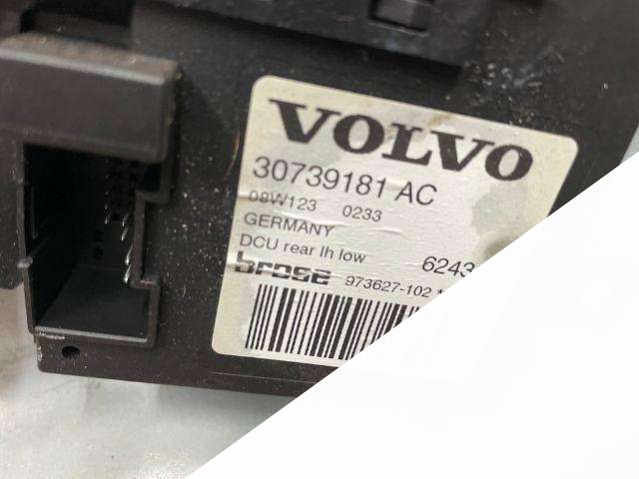 VOLVO
30739181 AC
08W123 0233
GERMANY
DCU rear lh low
6243
brose 973627-102